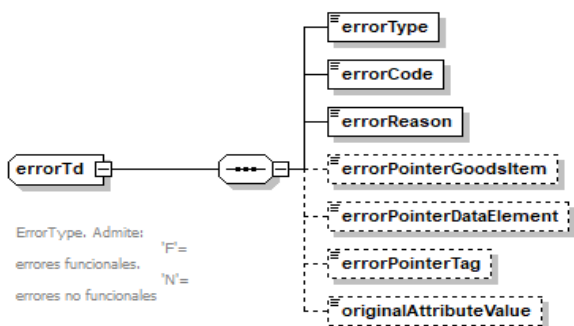 errorType
errorCode
errorReason
errorTd
errorPointerGoodsItem
errorPointerDataElement
errorPointerTag
originalAttributeValue
ErrorType. Admite:
'F'=
errores funcionales.
'N'=
errores no funcionales